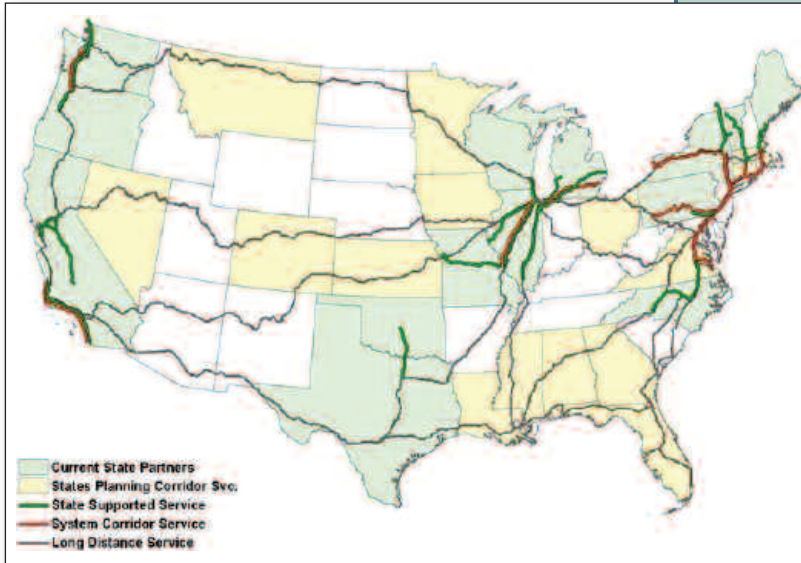 Current State Partners
States Planning Corridor Svc.
State Supported Service
System Corridor Service
Long Distance Service